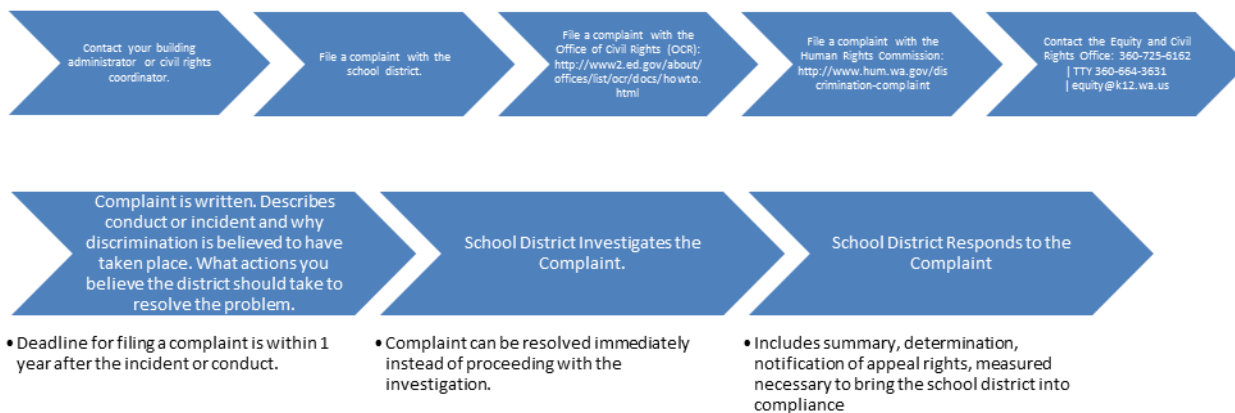 Contact your building
administrator or civil rights
coordinator.
File a complaint with the
school district.
File a complaint with the
Office of Civil Rights (OCR):
http://www2.ed.gov/about/
offices/list/ocr/docs/howto.
html
File a complaint with the
Human Rights Commission:
http://www.hum.wa.gov/dis
crimination-complaint
Contact the Equity and Civil
Rights Office: 360-725-6162
| TTY 360-664-3631
| equity@k12.wa.us
Complaint is written. Describes
conduct or incident and why
discrimination is believed to have
taken place. What actions you
believe the district should take to
resolve the problem.
School District Investigates the
Complaint.
School District Responds to the
Complaint
• Deadline for filing a complaint is within 1
year after the incident or conduct.
• Complaint can be resolved immediately
instead of proceeding with the
investigation.
• Includes summary, determination,
notification of appeal rights, measured
necessary to bring the school district into
compliance